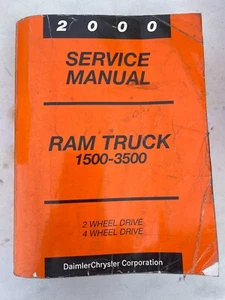 2000
SERVICE
MANUAL
RAM TRUCK
1500-3500
2 WHEEL DRIVE
4 WHEEL DRIVE
DaimlerChrysler Corporation